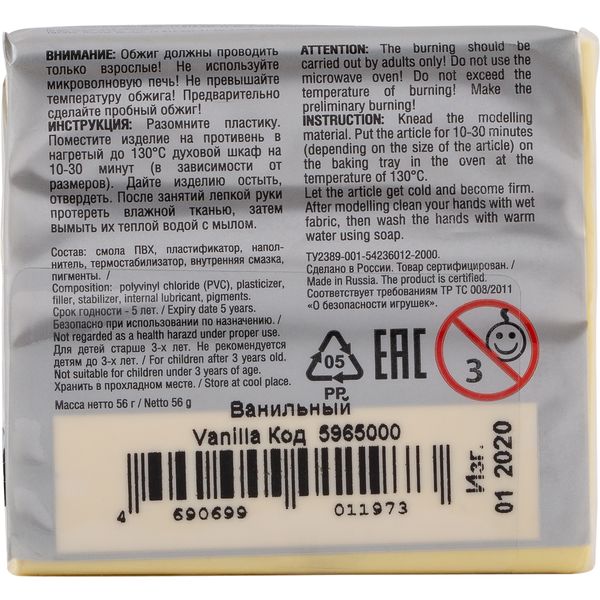 ВНИМАНИЕ: Обжиг должны проводить
только взрослые! Не используйте
микроволновую печь! Не превышайте
температуру обжига! Предварительно
сделайте пробный обжиг!
ИНСТРУКЦИЯ: Разомните пластику.
Поместите изделие на противень в
нагретый до 130°С духовой шкаф на
10-30 минут (в зависимости от
размеров). Дайте изделию остыть,
отвердеть. После занятий лепкой руки
протереть влажной тканью, затем
вымыть их теплой водой с мылом.
Состав: смола ПВХ, пластификатор, напол-
нитель, термостабилизатор, внутренняя смазка,
пигменты. /
Composition: polyvinyl chloride (PVC), plasticizer,
filler, stabilizer, internal lubricant, pigments.
Срок годности - 5 лет. / Expiry date 5 years.
Безопасно при использовании по назначению. /
Not regarded as health hazard under proper use.
Для детей старше 3-х лет. Не рекомендуется
детям до 3-х лет. / For children after 3 years old.
Not suitable for children under 3 years of age.
Хранить в прохладном месте. / Store at cool place.
Масса нетто 56 г / Netto 56 g
ATTENTION: The burning should be
carried out by adults only! Do not use the
microwave oven! Do not exceed the
temperature of burning! Make the
preliminary burning!
INSTRUCTION: Knead the modelling
material. Put the article for 10-30 minutes
(depending on the size of the article) on
the baking tray in the oven at the
temperature of 130°C.
Let the article get cold and become firm.
After modelling clean your hands with wet
fabric, then wash the hands with warm
water using soap.
ТУ2389-001-54236012-2000.
Сделано в России. Товар сертифицирован. /
Made in Russia. The product is certified.
Соответствует требованиям ТР ТС 008/2011
«О безопасности игрушек».
05
PP
EAC
3
Ванильный
Vanilla Код 5965000
4 690699 011973
Изг.
01 2020